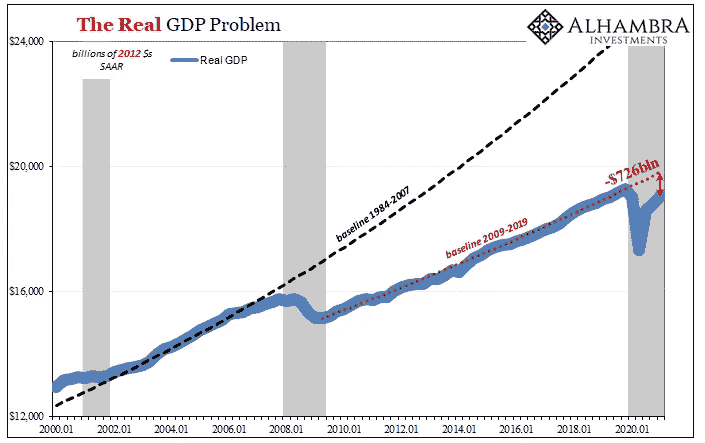 The Real GDP Problem
ALHAMBRA
INVESTMENTS
$24,000
billions of 2012 $s
SAAR
Real GDP
$20,000
-$726bln
baseline 1984-2007
baseline 2009-2019
$16,000
$12,000
2000.01 2002.01 2004.01 2006.01 2008.01 2010.01 2012.01 2014.01 2016.01 2018.01 2020.01